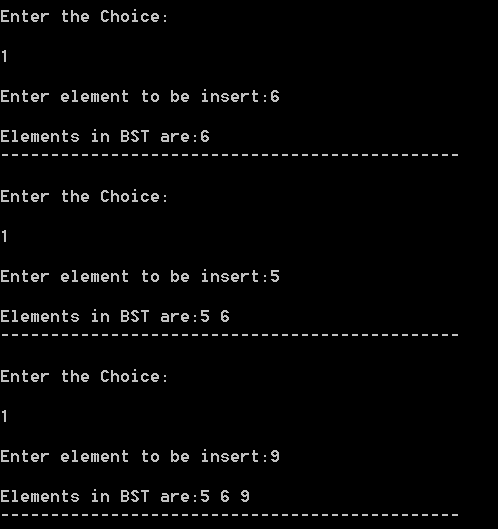 Enter the Choice:
1
Enter element to be insert:6
Elements in BST are:6
----------------------------------------------
Enter the Choice:
1
Enter element to be insert:5
Elements in BST are:5 6
----------------------------------------------
Enter the Choice:
1
Enter element to be insert:9
Elements in BST are:5 6 9
----------------------------------------------